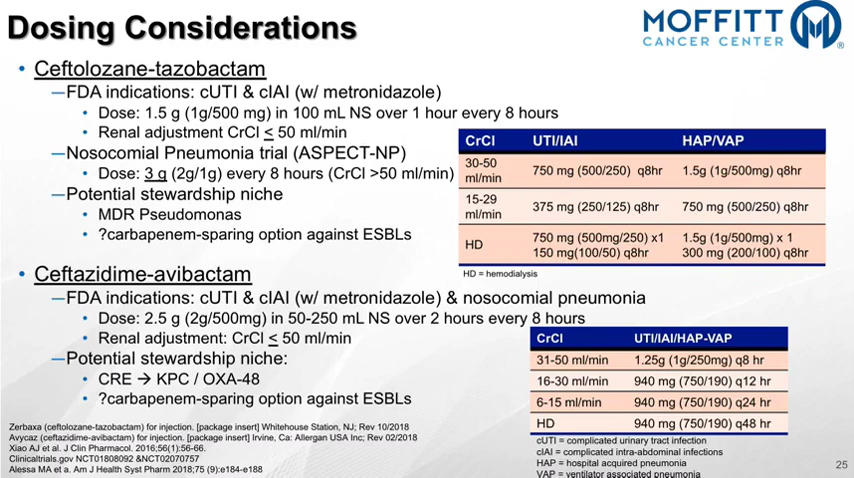 Dosing Considerations
MOFFITT
CANCER CENTER
®
• Ceftolozane-tazobactam
—FDA indications: cUTI & cIAI (w/ metronidazole)
• Dose: 1.5 g (1g/500 mg) in 100 mL NS over 1 hour every 8 hours
• Renal adjustment CrCl < 50 ml/min
—Nosocomial Pneumonia trial (ASPECT-NP)
• Dose: 3 g (2g/1g) every 8 hours (CrCl >50 ml/min)
—Potential stewardship niche
• MDR Pseudomonas
• ?carbapenem-sparing option against ESBLs
CrCl UTI/IAI HAP/VAP
30-50
ml/min 750 mg (500/250) q8hr 1.5g (1g/500mg) q8hr
15-29
ml/min 375 mg (250/125) q8hr 750 mg (500/250) q8hr
HD 750 mg (500mg/250) x1 1.5g (1g/500mg) x 1
150 mg(100/50) q8hr 300 mg (200/100) q8hr
HD = hemodialysis
• Ceftazidime-avibactam
—FDA indications: cUTI & cIAI (w/ metronidazole) & nosocomial pneumonia
• Dose: 2.5 g (2g/500mg) in 50-250 mL NS over 2 hours every 8 hours
• Renal adjustment: CrCl < 50 ml/min
—Potential stewardship niche:
• CRE → KPC / OXA-48
• ?carbapenem-sparing option against ESBLs
CrCl UTI/IAI/HAP-VAP
31-50 ml/min 1.25g (1g/250mg) q8 hr
16-30 ml/min 940 mg (750/190) q12 hr
6-15 ml/min 940 mg (750/190) q24 hr
HD 940 mg (750/190) q48 hr
cUTI = complicated urinary tract infection
cIAI = complicated intra-abdominal infections
HAP = hospital acquired pneumonia
VAP = ventilator associated pneumonia
Zerbaxa (ceftolozane-tazobactam) for injection. [package insert] Whitehouse Station, NJ; Rev 10/2018
Avycaz (ceftazidime-avibactam) for injection. [package insert] Irvine, Ca: Allergan USA Inc; Rev 02/2018
Xiao AJ et al. J Clin Pharmacol. 2016;56(1):56-66.
Clinicaltrials.gov NCT01808092 &NCT02070757
Alessa MA et a. Am J Health Syst Pharm 2018;75 (9):e184-e188
25